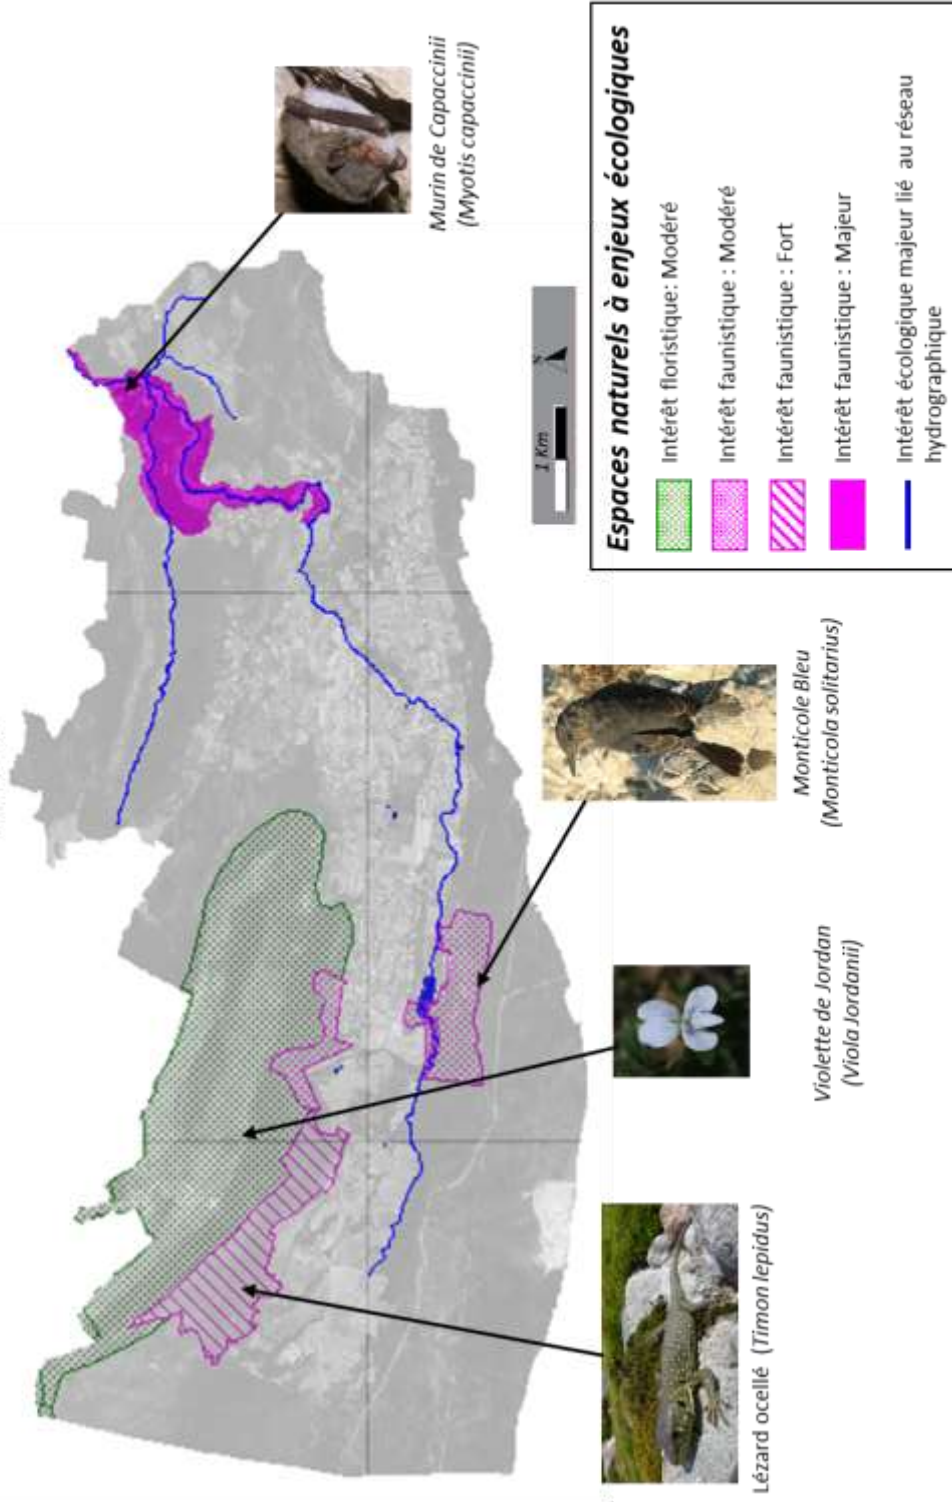 Murin de Capaccinii
(Myotis capaccinii)
1 Km
N
Espaces naturels à enjeux écologiques
Intérêt floristique: Modéré
Intérêt faunistique : Modéré
Intérêt faunistique : Fort
Intérêt faunistique : Majeur
Intérêt écologique majeur lié au réseau
hydrographique
Monticole Bleu
(Monticola solitarius)
Violette de Jordan
(Viola Jordanii)
Lézard ocellé (Timon lepidus)